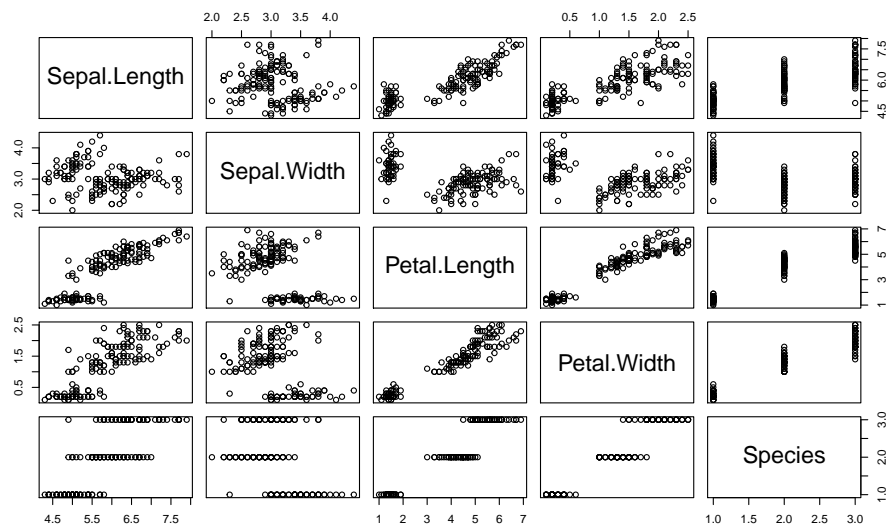 2.0 2.5 3.0 3.5 4.0
0.5 1.0 1.5 2.0 2.5
Sepal.Length
4.5 6.0 7.5
2.0 3.0 4.0
Sepal.Width
Petal.Length
1 3 5 7
0.5 1.5 2.5
Petal.Width
Species
1.0 2.0 3.0
4.5 5.5 6.5 7.5
1 2 3 4 5 6 7
1.0 1.5 2.0 2.5 3.0